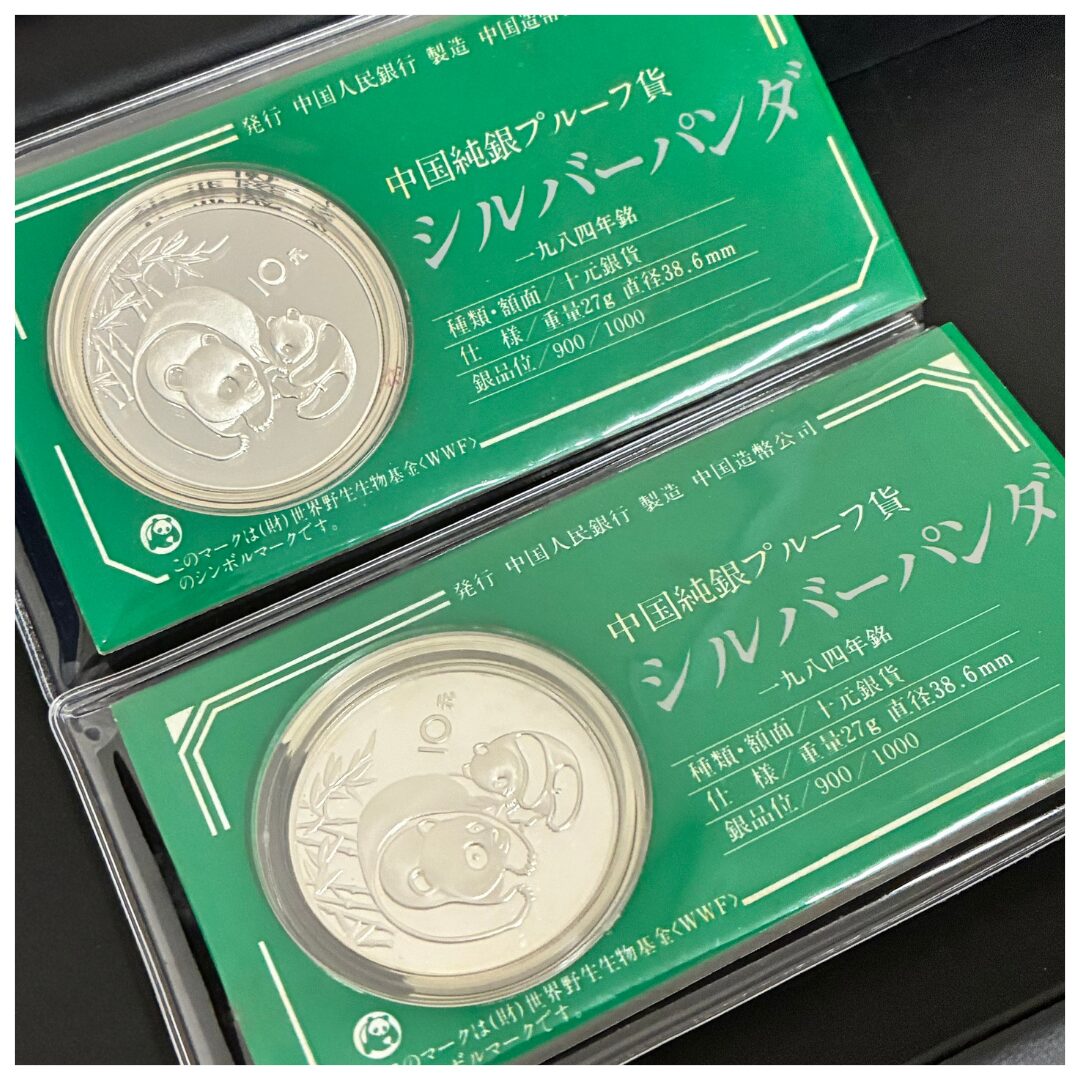 発行 中国人民銀行 製造 中国造幣
中国純銀プルーフ貨
シルバーパンダ
一九八四年銘
種類・額面/十元銀貨
仕 様/重量27g 直径38.6mm
銀品位/900/1000
10元
このマークは(財)世界野生生物基金〈WWF〉
のシンボルマークです。
発行 中国人民銀行 製造 中国造幣公司
中国純銀プルーフ貨
シルバーパンダ
一九八四年銘
種類・額面/十元銀貨
仕 様/重量27g 直径38.6mm
銀品位/900/1000
10元
このマークは(財)世界野生生物基金〈WWF〉
シンボルマークです。